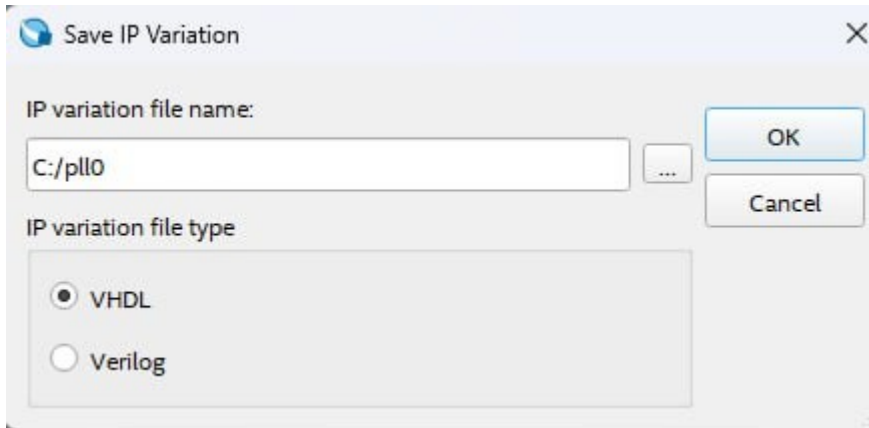 Save IP Variation
IP variation file name:
C:/pll0
...
OK
Cancel
IP variation file type
VHDL
Verilog